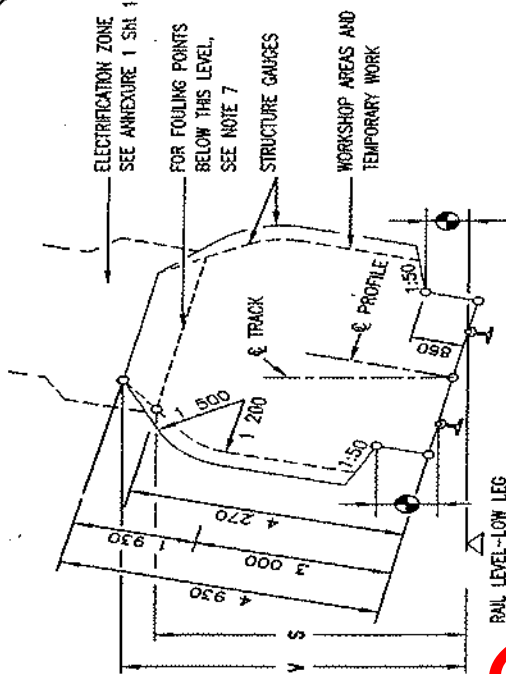 ELECTRIFICATION ZONE
SEE ANNEXURE 1 Sht 1
FOR FOULING POINTS
BELOW THIS LEVEL,
SEE NOTE 7
STRUCTURE GAUGES
WORKSHOP AREAS AND
TEMPORARY WORK
℄ TRACK
℄ PROFILE
1 500
1 200
1:50
1:50
860
4 270
1 930
3 000
4 930
S
V
RAIL LEVEL-LOW LEG